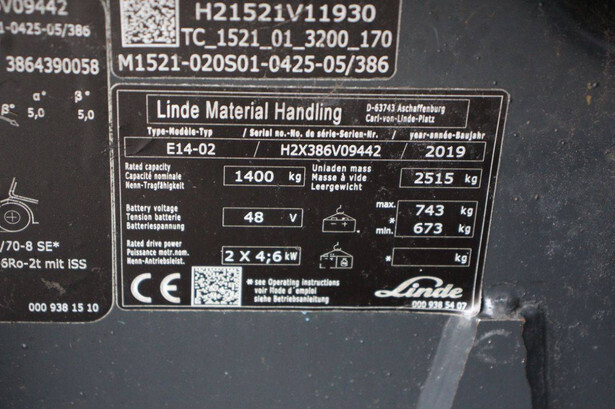 V09442
1-0425-05/386
3864390058
α° β°
β° 5,0 5,0
/70-8 SE*
6Ro-2t mit iSS
000 938 15 10
H21521V11930
TC_1521_01_3200_170
M1521-020S01-0425-05/386
Linde Material Handling
D-63743 Aschaffenburg
Carl-von-Linde-Platz
Type-Modèle-Typ / Serial no.-No. de série-Serien-Nr. / year-année-Baujahr
E14-02 / H2X386V09442 / 2019
Rated capacity
Capacité nominale
Nenn-Tragfähigkeit
1400 kg
Unladen mass
Masse à vide
Leergewicht
2515 kg
Battery voltage
Tension batterie
Batteriespannung
48 V
max. 743 kg
*
min. 673 kg
Rated drive power
Puissance motr.nom.
Nenn-Antriebsleist.
2 X 4,6 kW
* kg
CE
* see Operating instructions
voir Mode d'emploi
siehe Betriebsanleitung
Linde
000 938 54 07